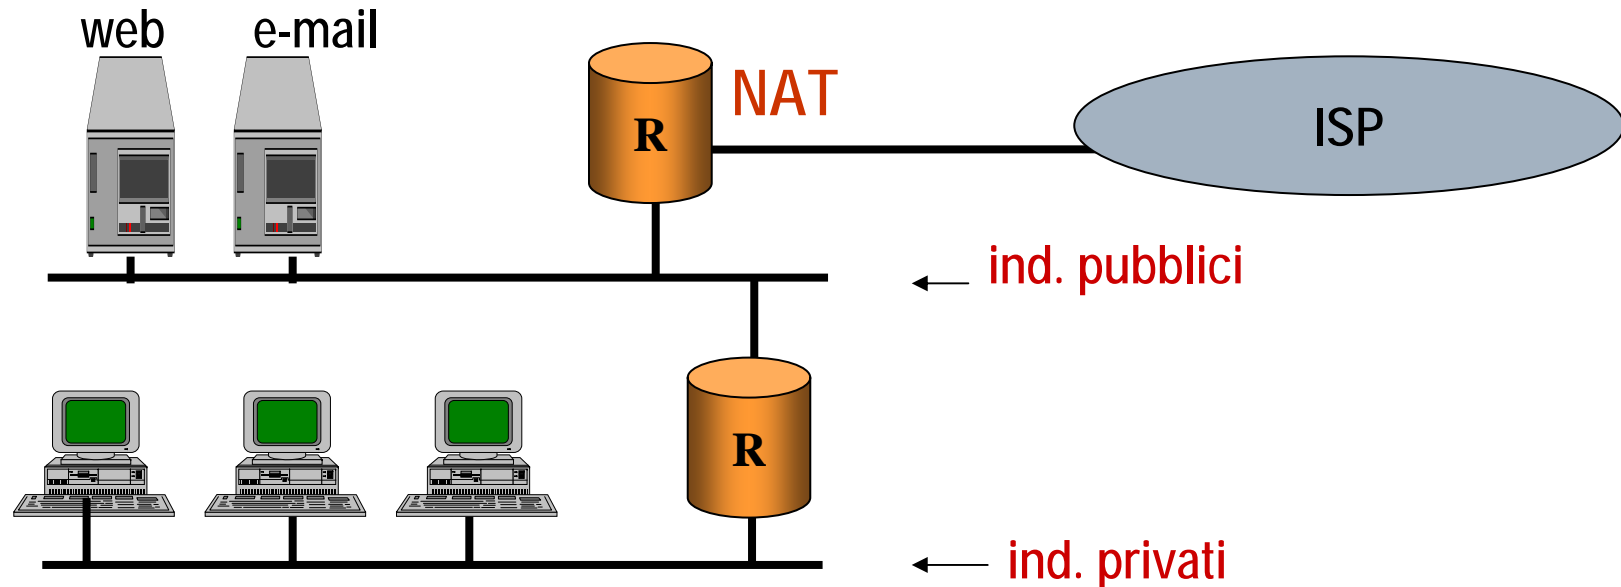 web
e-mail
NAT
R
ISP
ind. pubblici
R
ind. privati